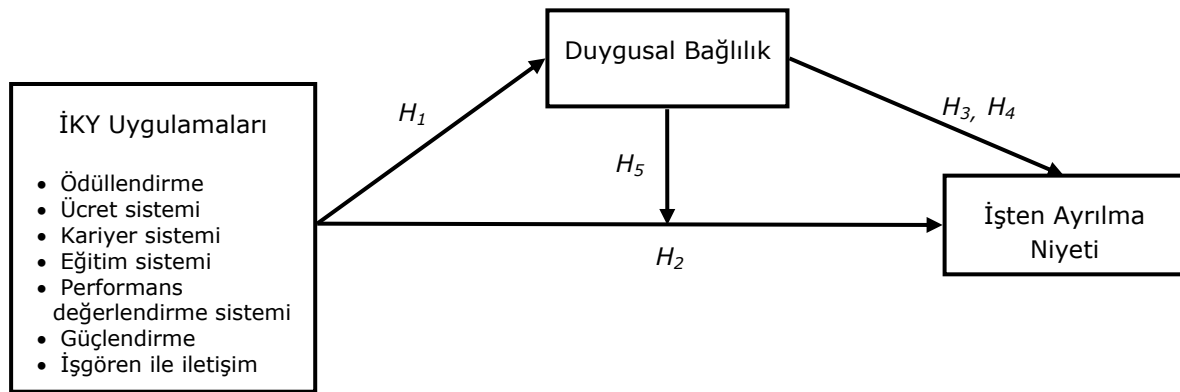 İKY Uygulamaları
• Ödüllendirme
• Ücret sistemi
• Kariyer sistemi
• Eğitim sistemi
• Performans
değerlendirme sistemi
• Güçlendirme
• İşgören ile iletişim
H1
Duygusal Bağlılık
H5
H2
H3, H4
İşten Ayrılma
Niyeti